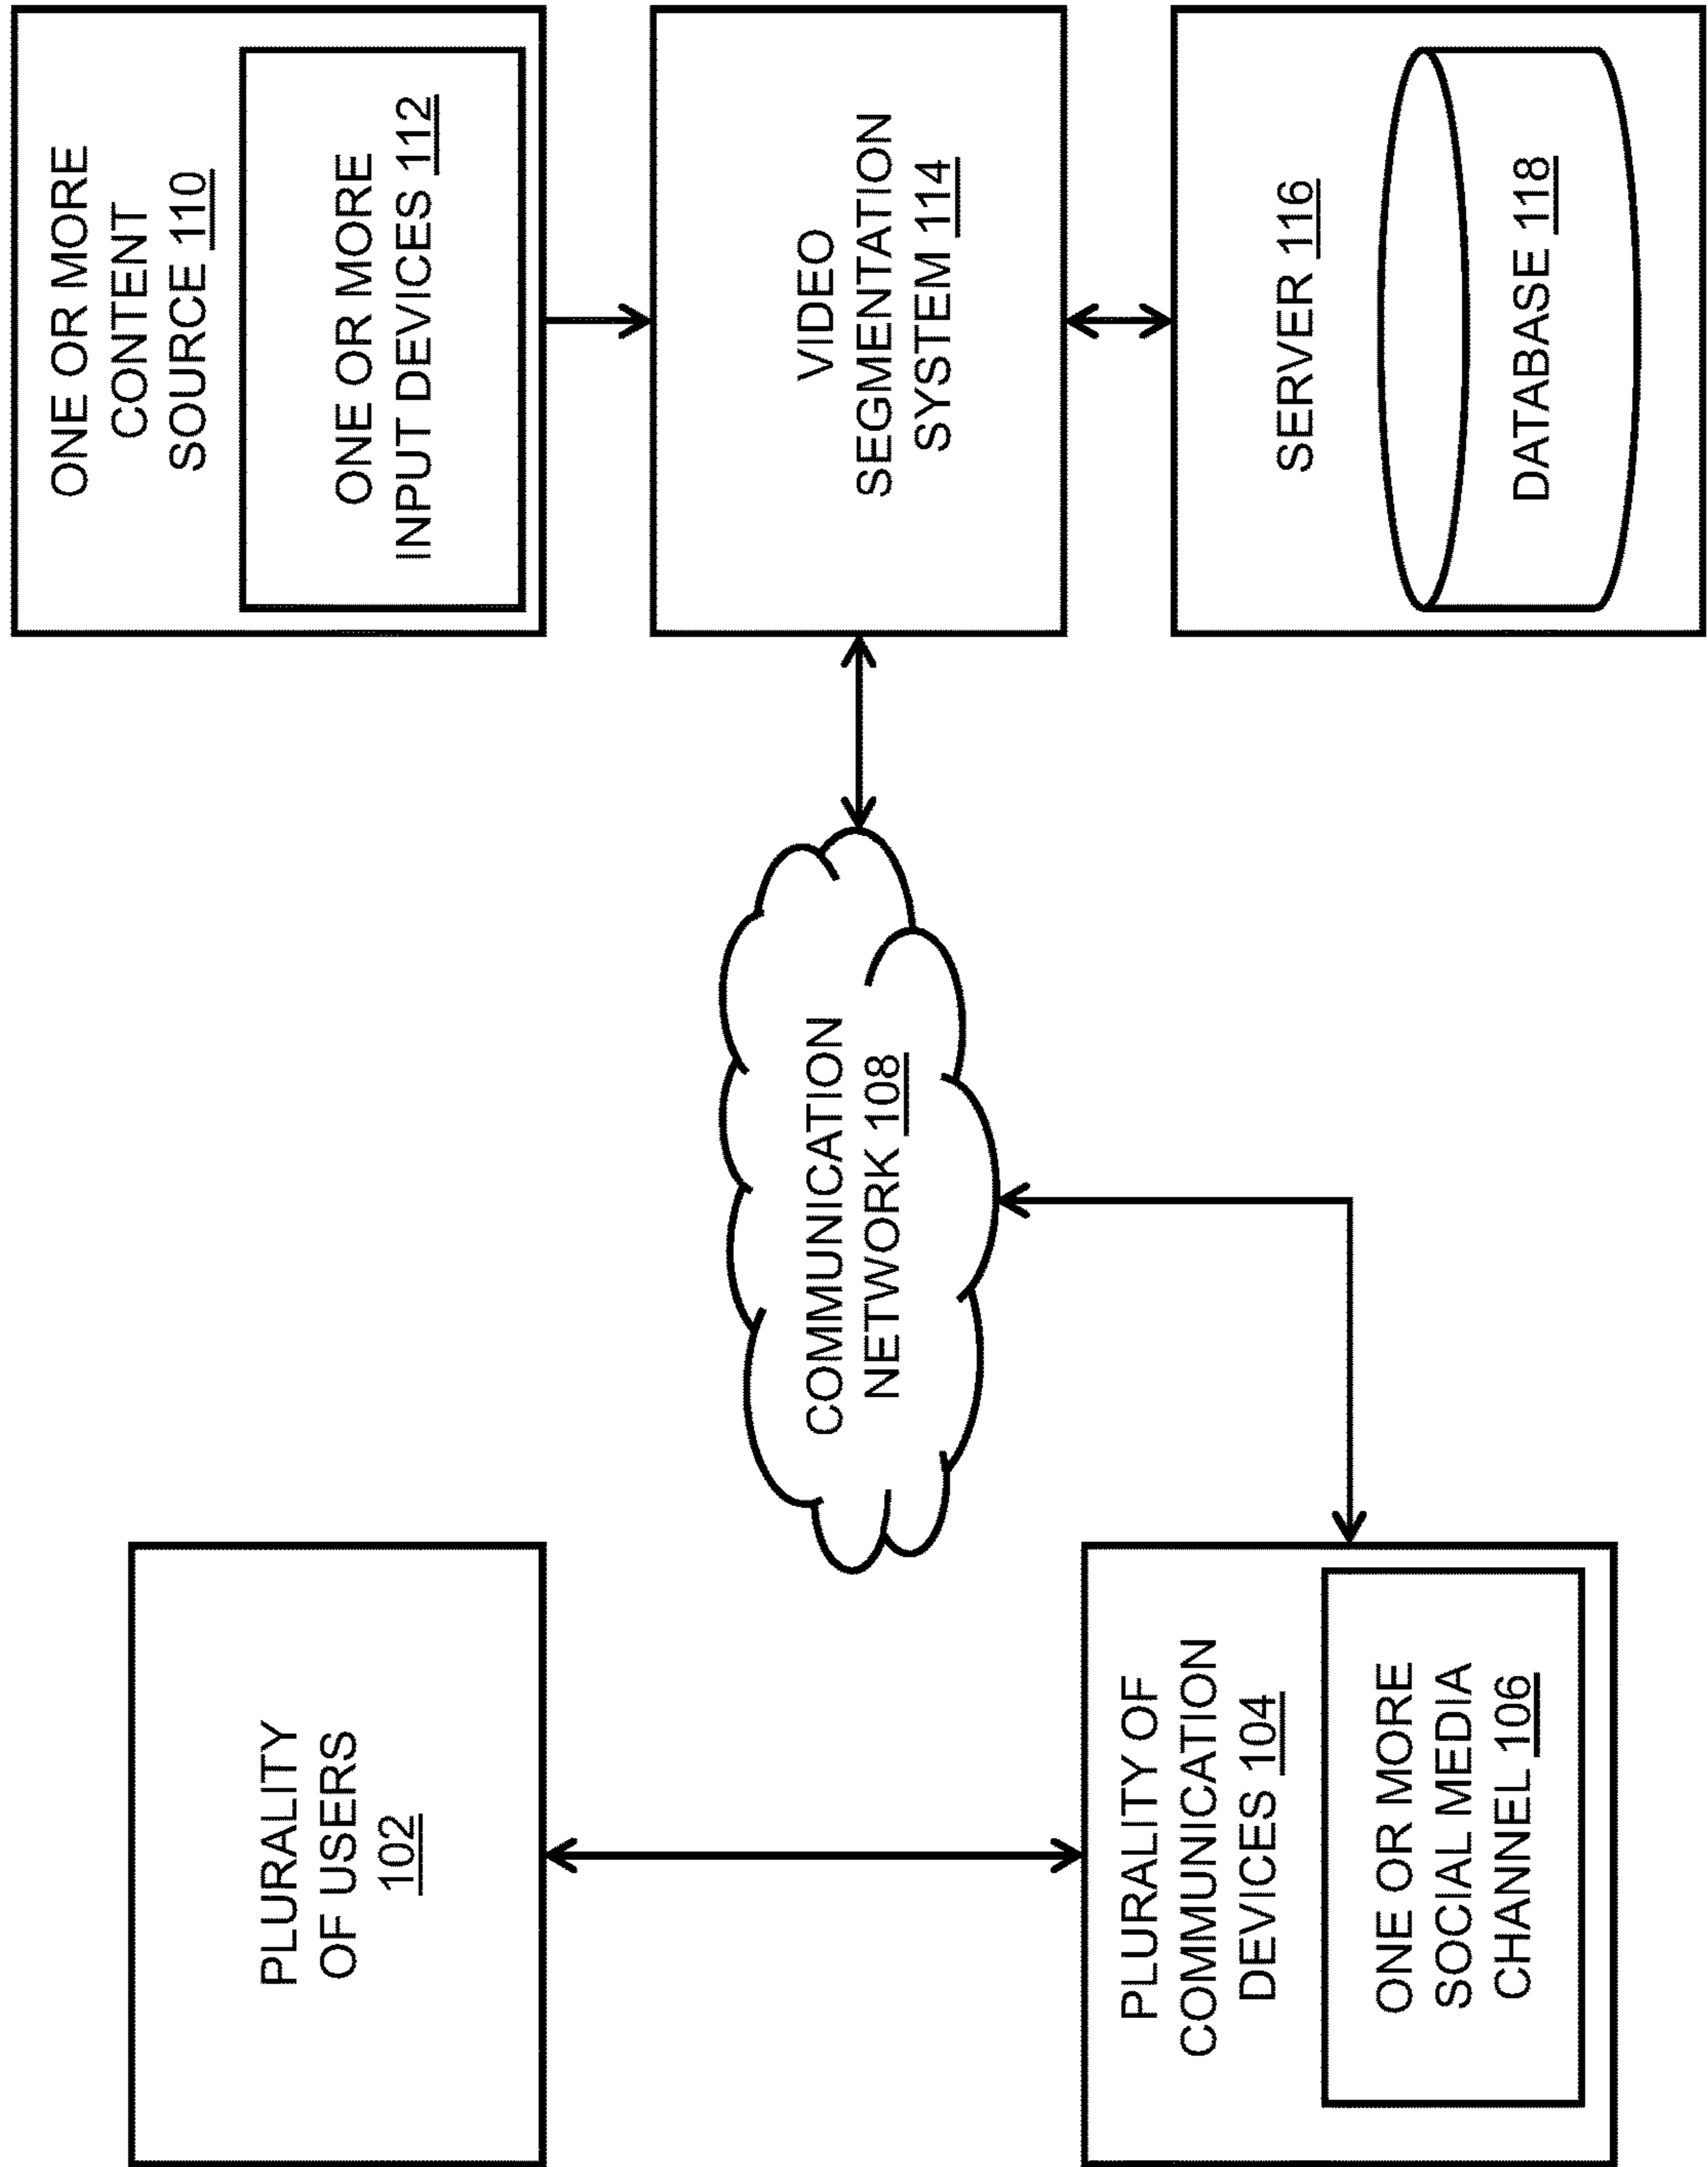 PLURALITY
OF USERS
102
PLURALITY OF
COMMUNICATION
DEVICES 104
ONE OR MORE
SOCIAL MEDIA
CHANNEL 106
COMMUNICATION
NETWORK 108
ONE OR MORE
CONTENT
SOURCE 110
ONE OR MORE
INPUT DEVICES 112
VIDEO
SEGMENTATION
SYSTEM 114
SERVER 116
DATABASE 118